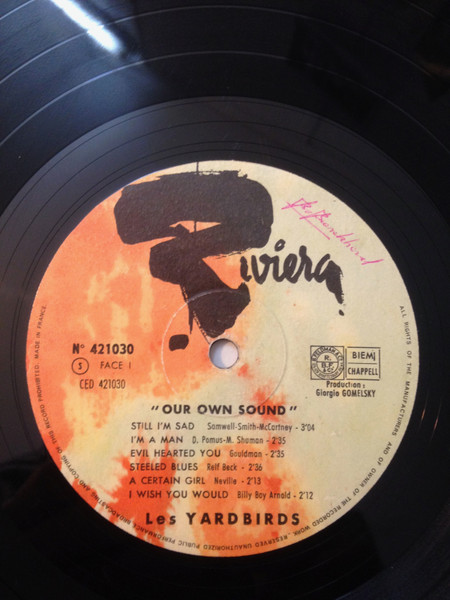 Riviera
N° 421030
S FACE 1
CED 421030
BIEM
CHAPPELL
Production :
Giorgio GOMELSKY
"OUR OWN SOUND"
STILL I'M SAD Samwell-Smith-McCartney - 3'04
I'M A MAN D. Pomus-M. Shuman - 2'35
EVIL HEARTED YOU Gouldman - 2'35
STEELED BLUES Relf Beck - 2'36
A CERTAIN GIRL Neville - 2'13
I WISH YOU WOULD Billy Boy Arnald - 2'12
Les YARDBIRDS
ALL RIGHTS OF THE MANUFACTURERS AND OF OWNER OF THE RECORDED WORK RESERVED UNAUTHORIZED PUBLIC PERFORMANCE BROADCASTING AND COPYING OF THIS RECORD PROHIBITED. MADE IN FRANCE.